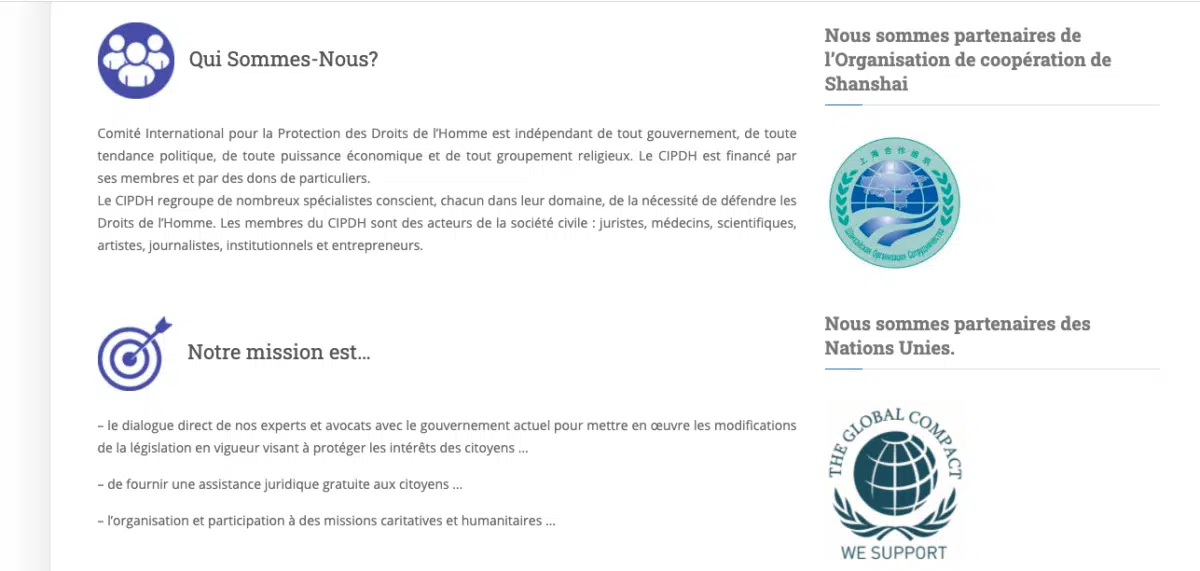 Qui Sommes-Nous?
Comité International pour la Protection des Droits de l’Homme est indépendant de tout gouvernement, de toute
tendance politique, de toute puissance économique et de tout groupement religieux. Le CIPDH est financé par
ses membres et par des dons de particuliers.
Le CIPDH regroupe de nombreux spécialistes conscient, chacun dans leur domaine, de la nécessité de défendre les
Droits de l’Homme. Les membres du CIPDH sont des acteurs de la société civile : juristes, médecins, scientifiques,
artistes, journalistes, institutionnels et entrepreneurs.
Notre mission est...
– le dialogue direct de nos experts et avocats avec le gouvernement actuel pour mettre en œuvre les modifications
de la législation en vigueur visant à protéger les intérêts des citoyens ...
– de fournir une assistance juridique gratuite aux citoyens ...
– l’organisation et participation à des missions caritatives et humanitaires ...
Nous sommes partenaires de
l’Organisation de coopération de
Shanshai
上海合作组织
Шанхайская Организация Сотрудничества
Nous sommes partenaires des
Nations Unies.
THE GLOBAL COMPACT
WE SUPPORT